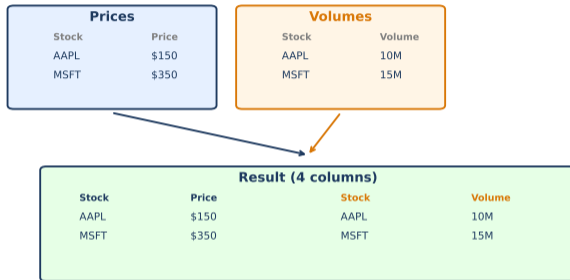 Prices
Stock Price
AAPL $150
MSFT $350
Volumes
Stock Volume
AAPL 10M
MSFT 15M
Result (4 columns)
Stock Price Stock Volume
AAPL $150 AAPL 10M
MSFT $350 MSFT 15M